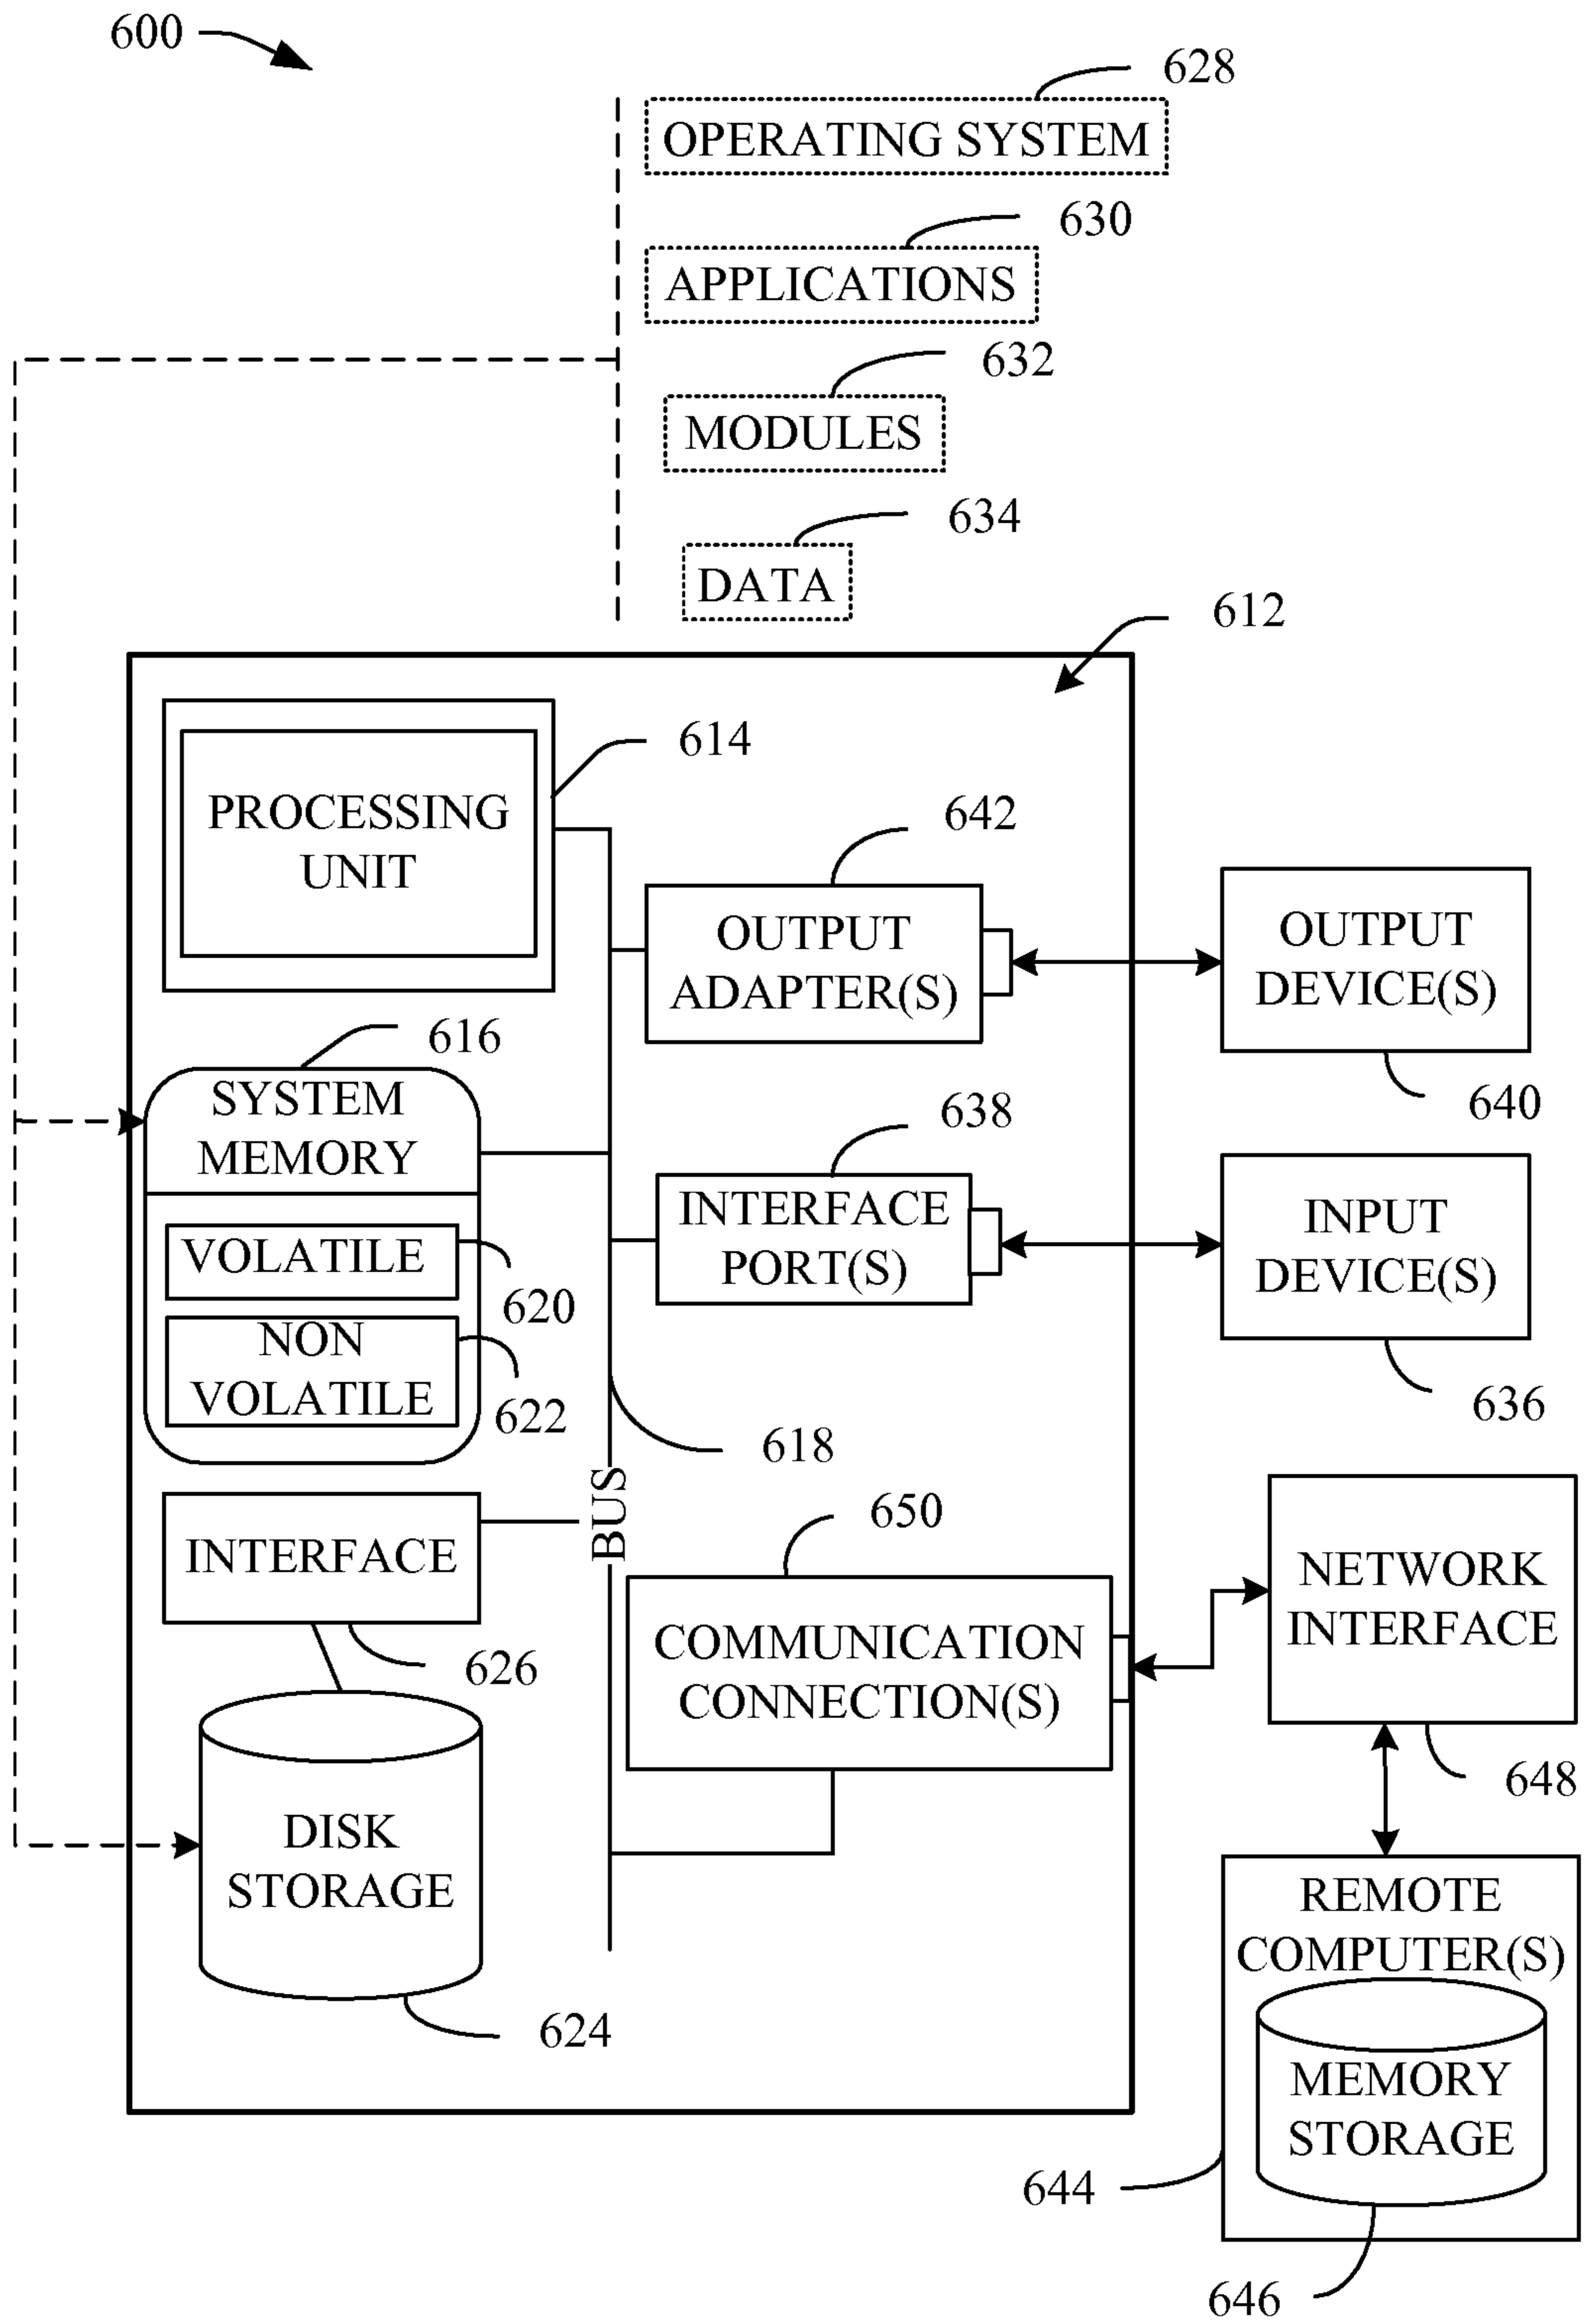 600
628
OPERATING SYSTEM
630
APPLICATIONS
632
MODULES
634
DATA
612
614
PROCESSING
UNIT
642
OUTPUT
ADAPTER(S)
OUTPUT
DEVICE(S)
640
616
SYSTEM
MEMORY
638
INTERFACE
PORT(S)
INPUT
DEVICE(S)
636
VOLATILE
620
NON
VOLATILE
622
618
BUS
INTERFACE
626
650
COMMUNICATION
CONNECTION(S)
NETWORK
INTERFACE
648
DISK
STORAGE
624
REMOTE
COMPUTER(S)
MEMORY
STORAGE
644
646